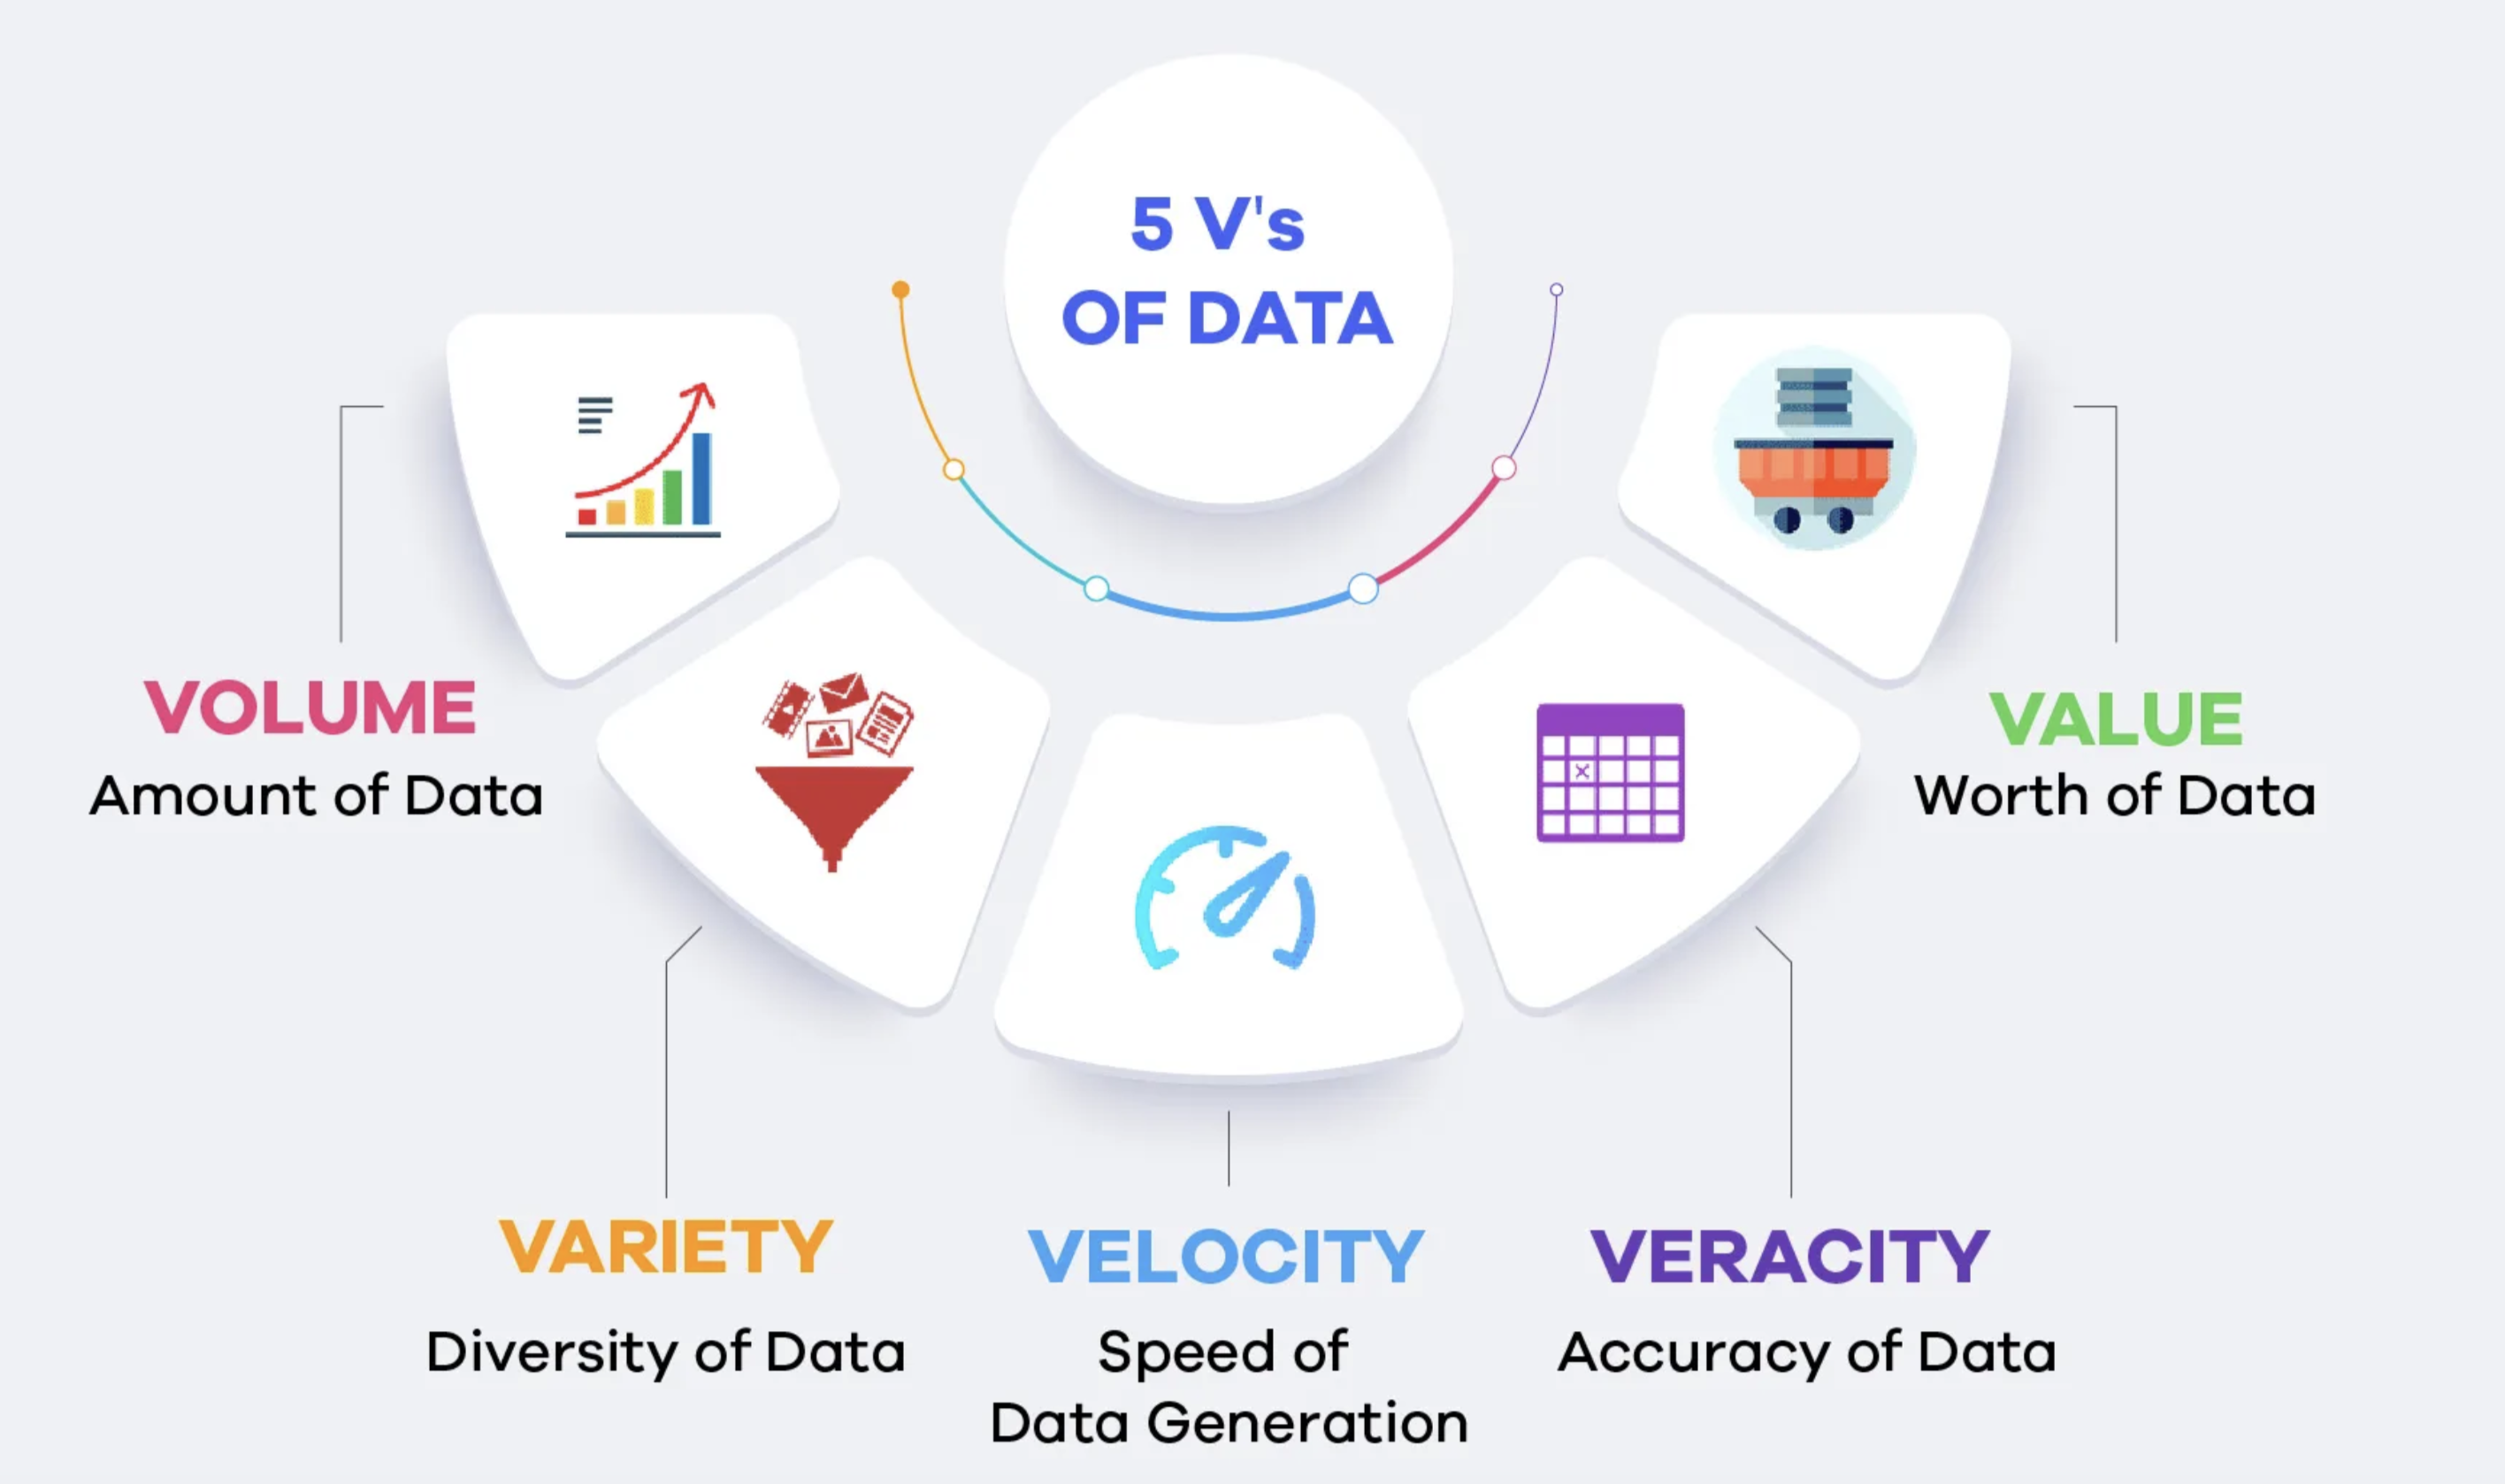 5 V's
OF DATA
VOLUME
Amount of Data
VARIETY
Diversity of Data
VELOCITY
Speed of
Data Generation
VERACITY
Accuracy of Data
VALUE
Worth of Data